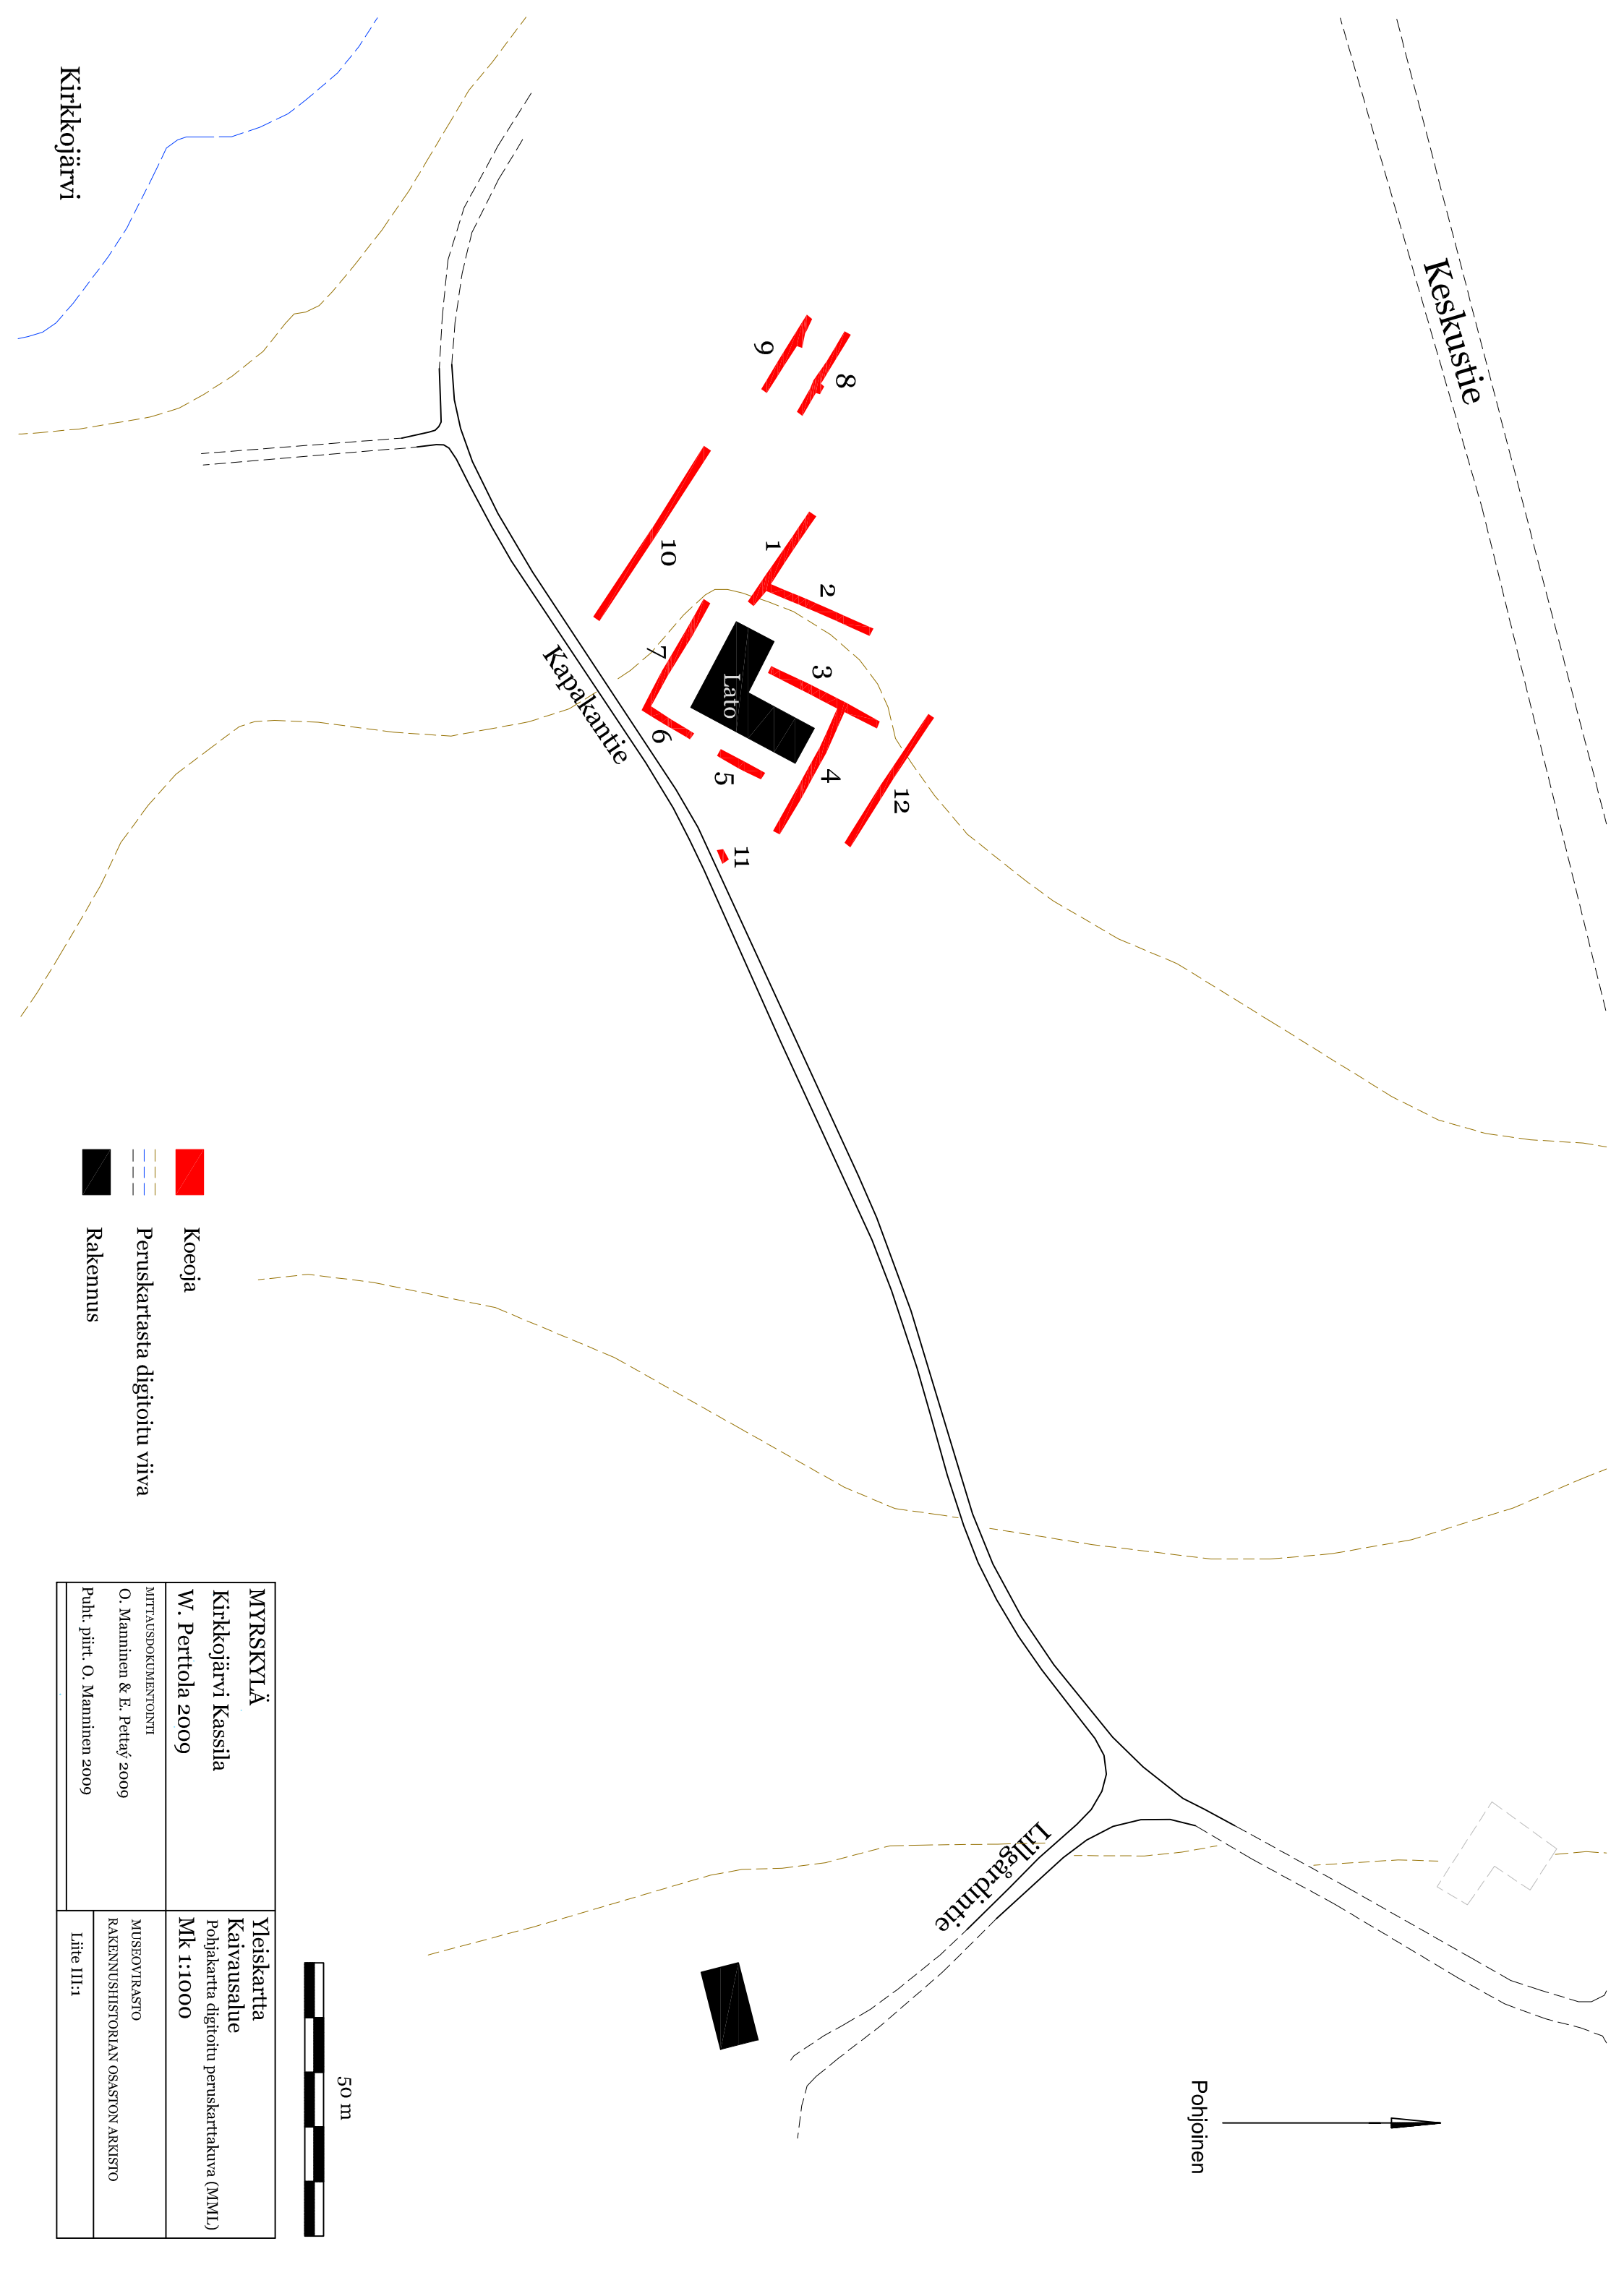 Kirkkojärvi
Keskustie
9
8
10
1
2
7
Lato
3
6
5
4
12
11
Kapakantie
Lillgårdintie
Koeoja
Peruskartasta digitoitu viiva
Rakennus
MYRSKYLÄ
Kirkkojärvi Kassila
W. Perttola 2009
MITTAUSDOKUMENTOINTI
O. Manninen & E. Pettaý 2009
Puht. piirt. O. Manninen 2009
Yleiskartta
Kaivausalue
Pohjakartta digitoitu peruskarttakuva (MML)
Mk 1:1000
MUSEOVIRASTO
RAKENNUSHISTORIAN OSASTON ARKISTO
Liite III:1
50 m
Pohjoinen